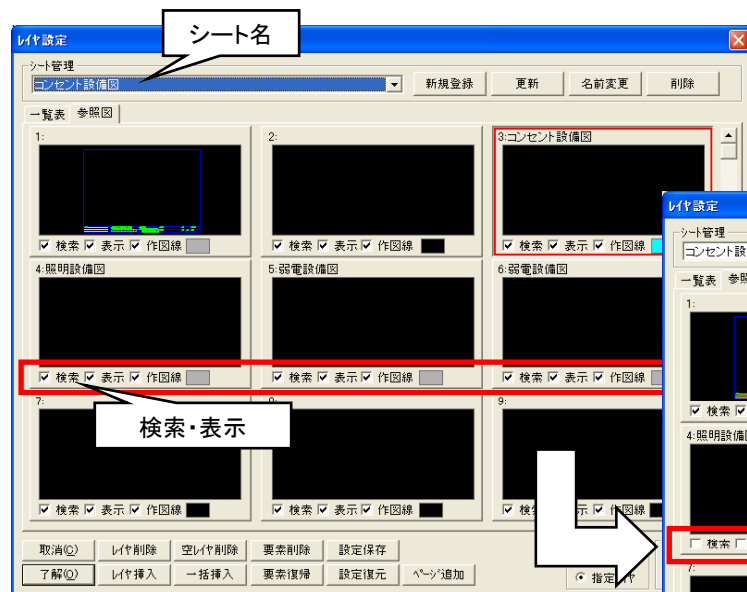 シート名
レイヤ設定
シート管理
コンセント設備図
新規登録 更新 名前変更 削除
一覧表 参照図
1: 2: 3:コンセント設備図
検索 表示 作図線 検索 表示 作図線 検索 表示 作図線
4:照明設備図 5:弱電設備図 6:弱電設備図
検索 表示 作図線 検索 表示 作図線 検索 表示 作図線
7: 9:
検索・表示
検索 表示 作図線 検索 表示 作図線 検索 表示 作図線
取消(C) レイヤ削除 空レイヤ削除 要素削除 設定保存
了解(O) レイヤ挿入 一括挿入 要素復帰 設定復元 ページ追加
指定レイヤ
レイヤ設定
シート管理
コンセント設
一覧表 参照
1:
検索
4:照明設備
検索
7: